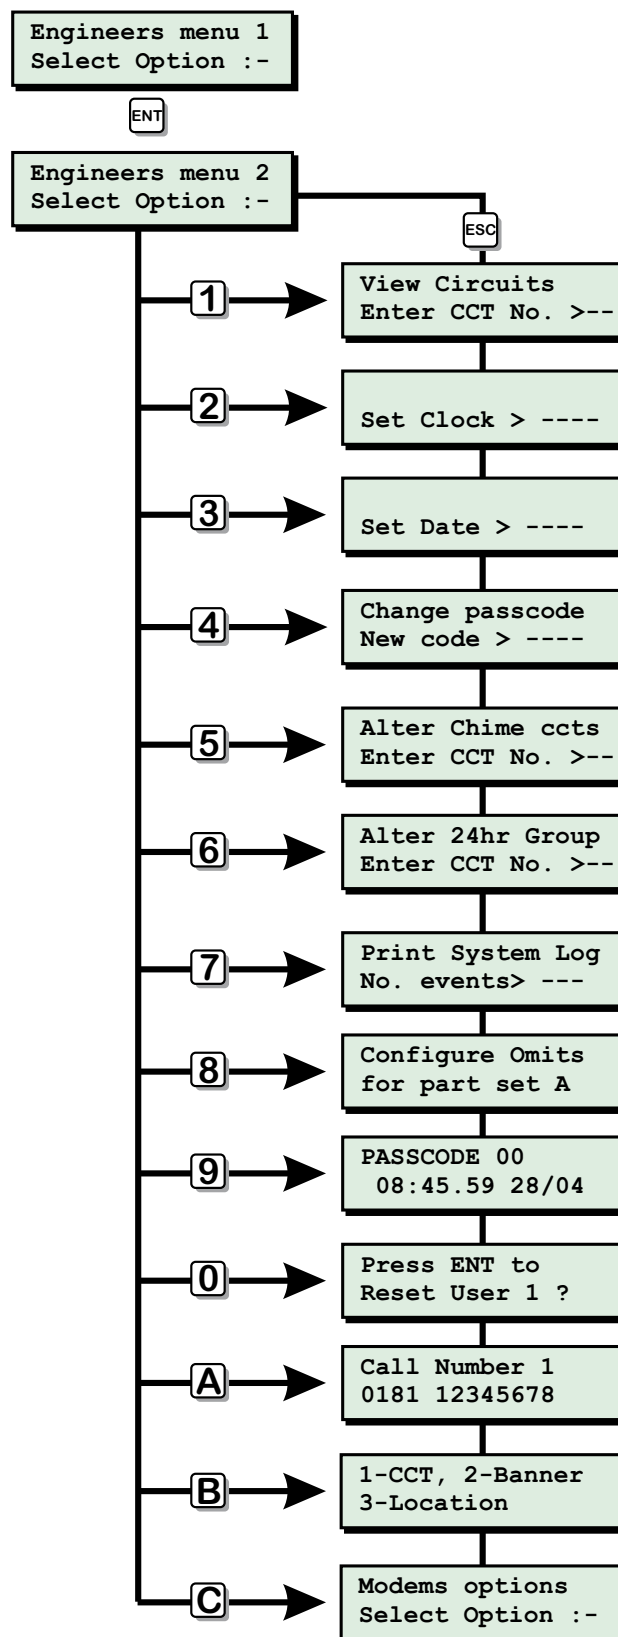 Engineers menu 1
Select Option :-
ENT
Engineers menu 2
Select Option :-
ESC
1
View Circuits
Enter CCT No. >--
2
Set Clock > ----
3
Set Date > ----
4
Change passcode
New code > ----
5
Alter Chime ccts
Enter CCT No. >--
6
Alter 24hr Group
Enter CCT No. >--
7
Print System Log
No. events> ---
8
Configure Omits
for part set A
9
PASSCODE 00
08:45.59 28/04
0
Press ENT to
Reset User 1 ?
A
Call Number 1
0181 12345678
B
1-CCT, 2-Banner
3-Location
C
Modems options
Select Option :-